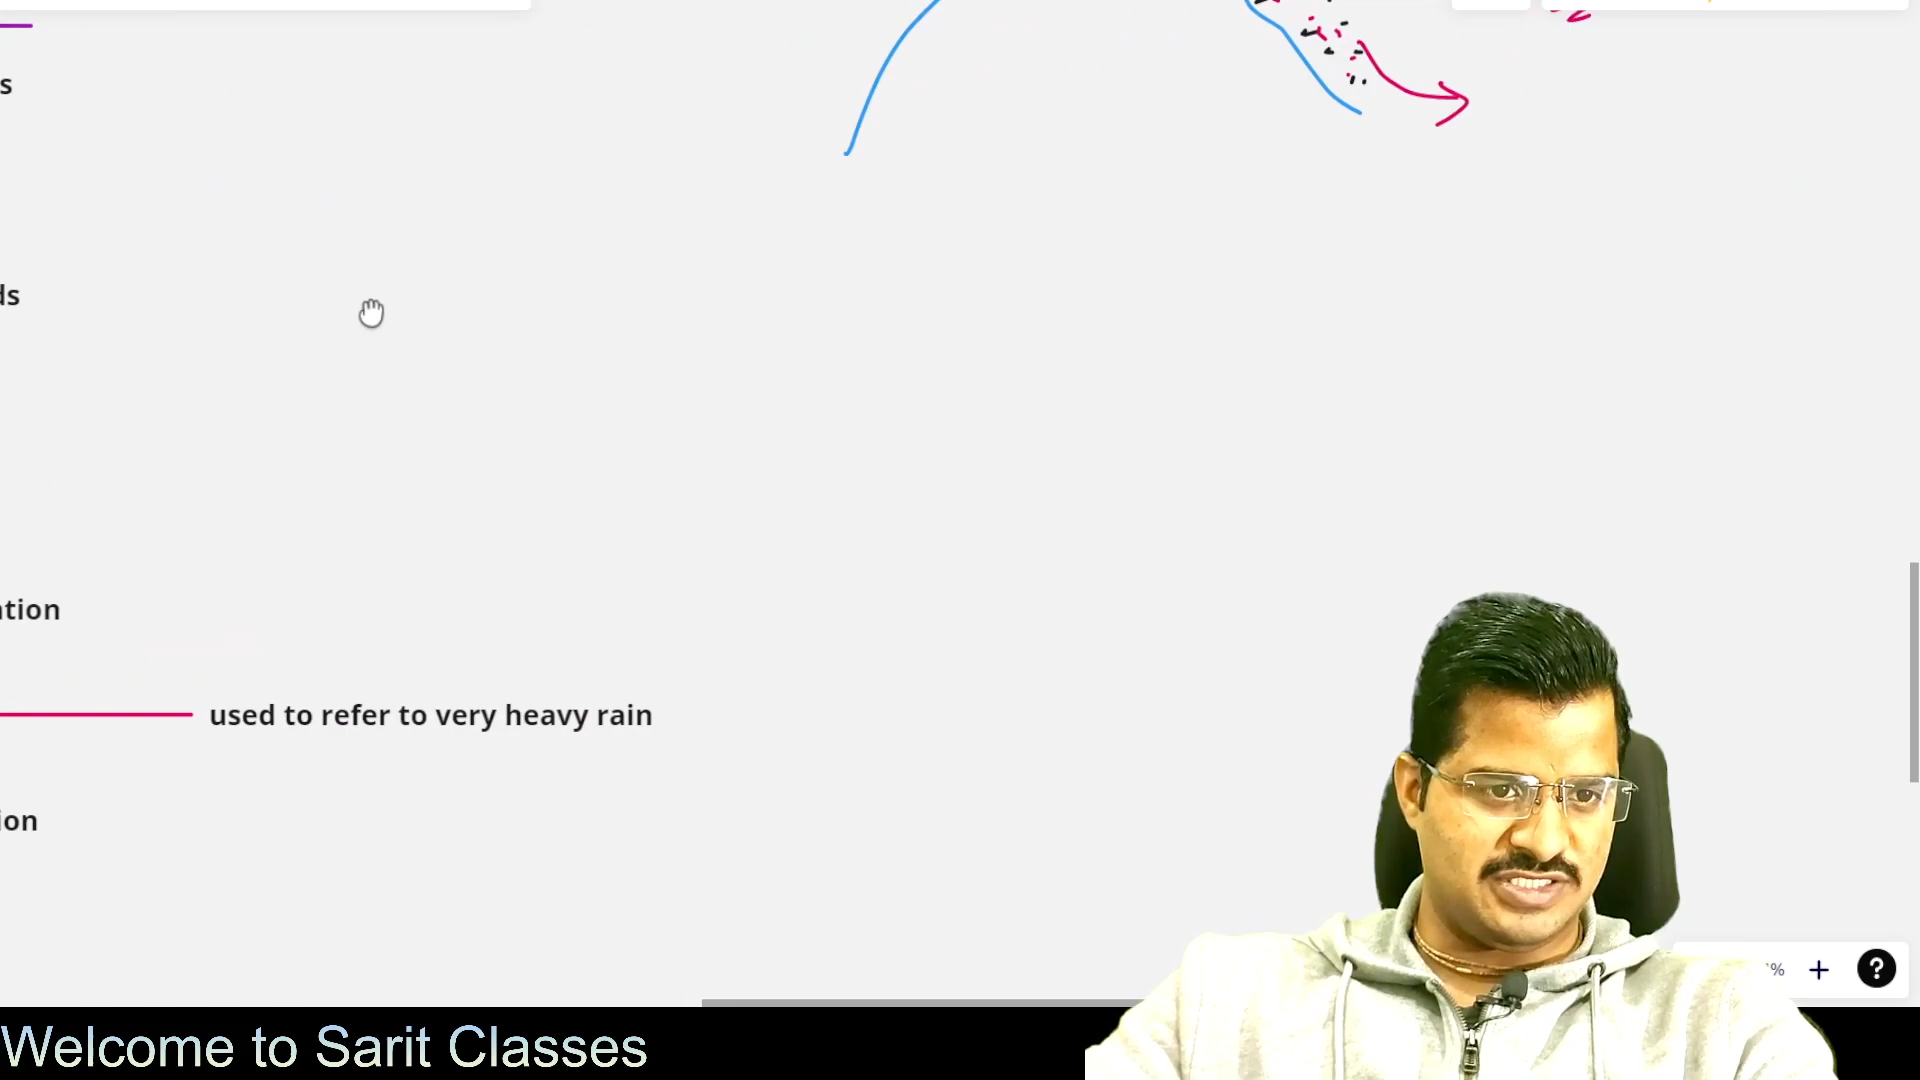 s
ds
ation
used to refer to very heavy rain
ion
%
?
Welcome to Sarit Classes